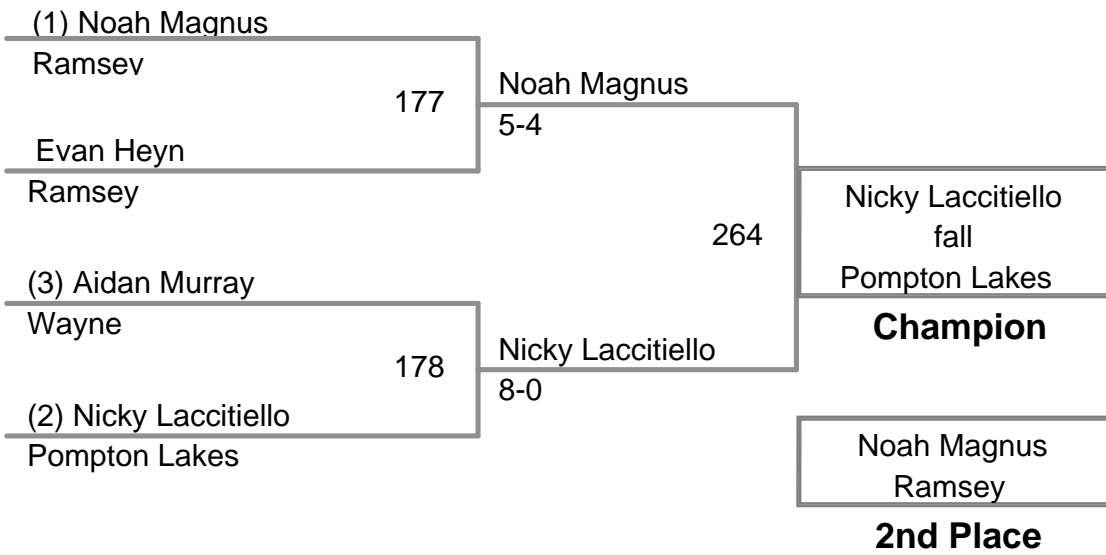 (1) Noah Magnus
Ramsey
177
Evan Heyn
Ramsey
Noah Magnus
5-4
(3) Aidan Murray
Wayne
178
(2) Nicky Laccitiello
Pompton Lakes
Nicky Laccitiello
8-0
264
Nicky Laccitiello
fall
Pompton Lakes
Champion
Noah Magnus
Ramsey
2nd Place